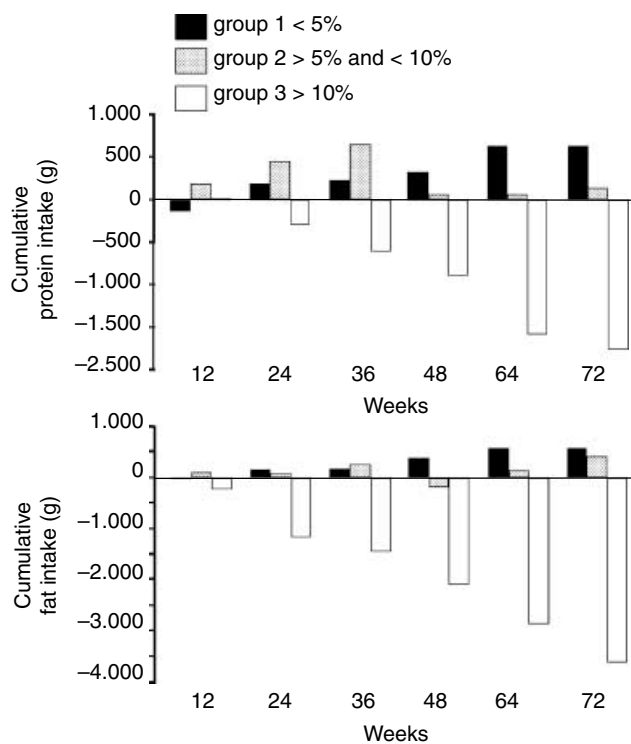 group 1 < 5%
group 2 > 5% and < 10%
group 3 > 10%
Cumulative
protein intake (g)
1.000
500
0
−500
−1.000
−1.500
−2.500
12 24 36 48 64 72
Weeks
Cumulative
fat intake (g)
1.000
0
−1.000
−2.000
−3.000
−4.000
12 24 36 48 64 72
Weeks